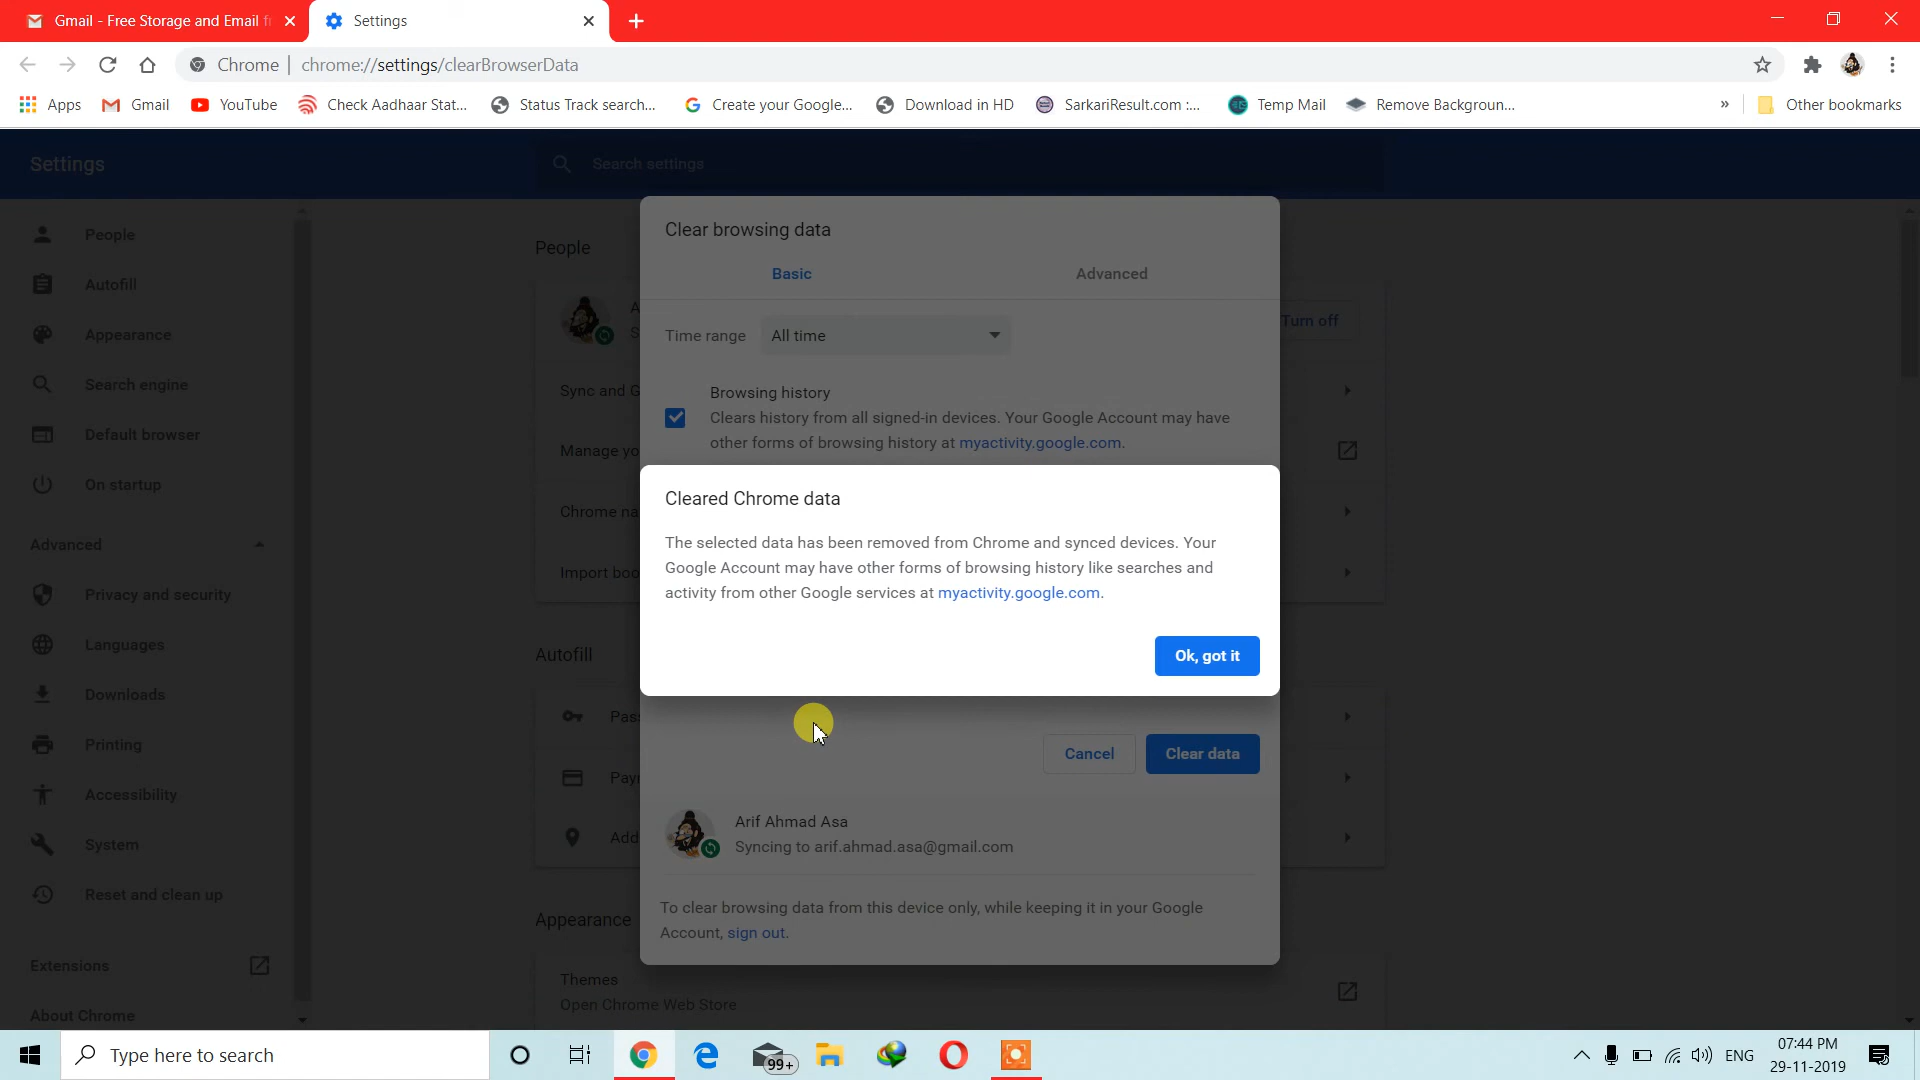 Gmail - Free Storage and Email f
Settings
Chrome | chrome://settings/clearBrowserData
Apps
Gmail
YouTube
Check Aadhaar Stat...
Status Track search...
Create your Google...
Download in HD
SarkariResult.com :...
Temp Mail
Remove Backgroun...
»
Other bookmarks
Settings
Search settings
People
Autofill
Appearance
Search engine
Default browser
On startup
Advanced
Privacy and security
Languages
Downloads
Printing
Accessibility
System
Reset and clean up
Extensions
About Chrome
People
A
S
Turn off
Sync and G
Manage yo
Chrome na
Import boo
Autofill
Pass
Payr
Add
Appearance
Themes
Open Chrome Web Store
Clear browsing data
Basic
Advanced
Time range
All time
Browsing history
Clears history from all signed-in devices. Your Google Account may have
other forms of browsing history at myactivity.google.com.
Cleared Chrome data
The selected data has been removed from Chrome and synced devices. Your
Google Account may have other forms of browsing history like searches and
activity from other Google services at myactivity.google.com.
Ok, got it
Cancel
Clear data
Arif Ahmad Asa
Syncing to arif.ahmad.asa@gmail.com
To clear browsing data from this device only, while keeping it in your Google
Account, sign out.
Type here to search
99+
ENG
07:44 PM
29-11-2019